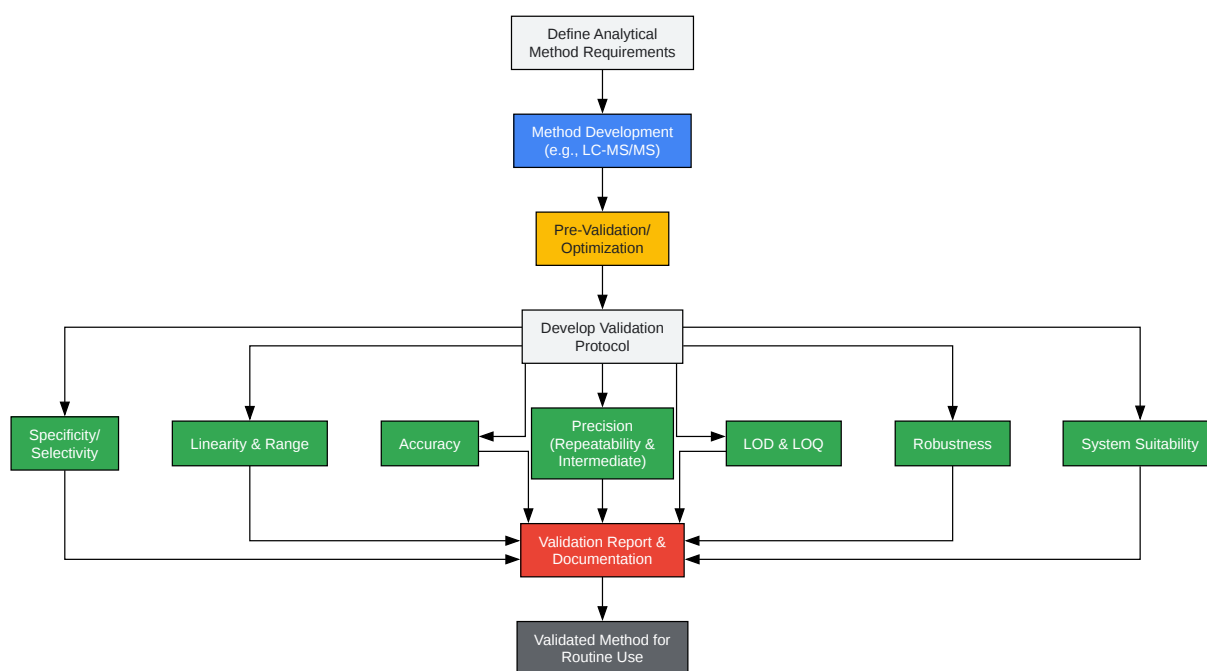 Define Analytical
Method Requirements
Method Development
(e.g., LC-MS/MS)
Pre-Validation/
Optimization
Develop Validation
Protocol
Specificity/
Selectivity
Linearity & Range
Accuracy
Precision
(Repeatability &
Intermediate)
LOD & LOQ
Robustness
System Suitability
Validation Report &
Documentation
Validated Method for
Routine Use